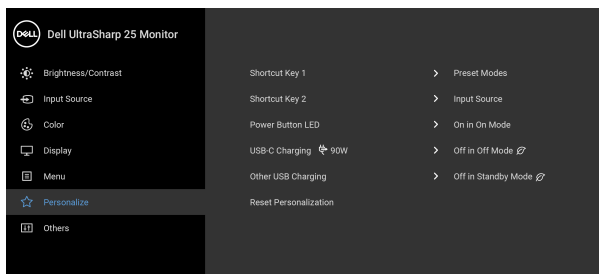 DELL Dell UltraSharp 25 Monitor
Brightness/Contrast
Input Source
Color
Display
Menu
Personalize
Others
Shortcut Key 1 > Preset Modes
Shortcut Key 2 > Input Source
Power Button LED > On in On Mode
USB-C Charging 90W > Off in Off Mode
Other USB Charging > Off in Standby Mode
Reset Personalization